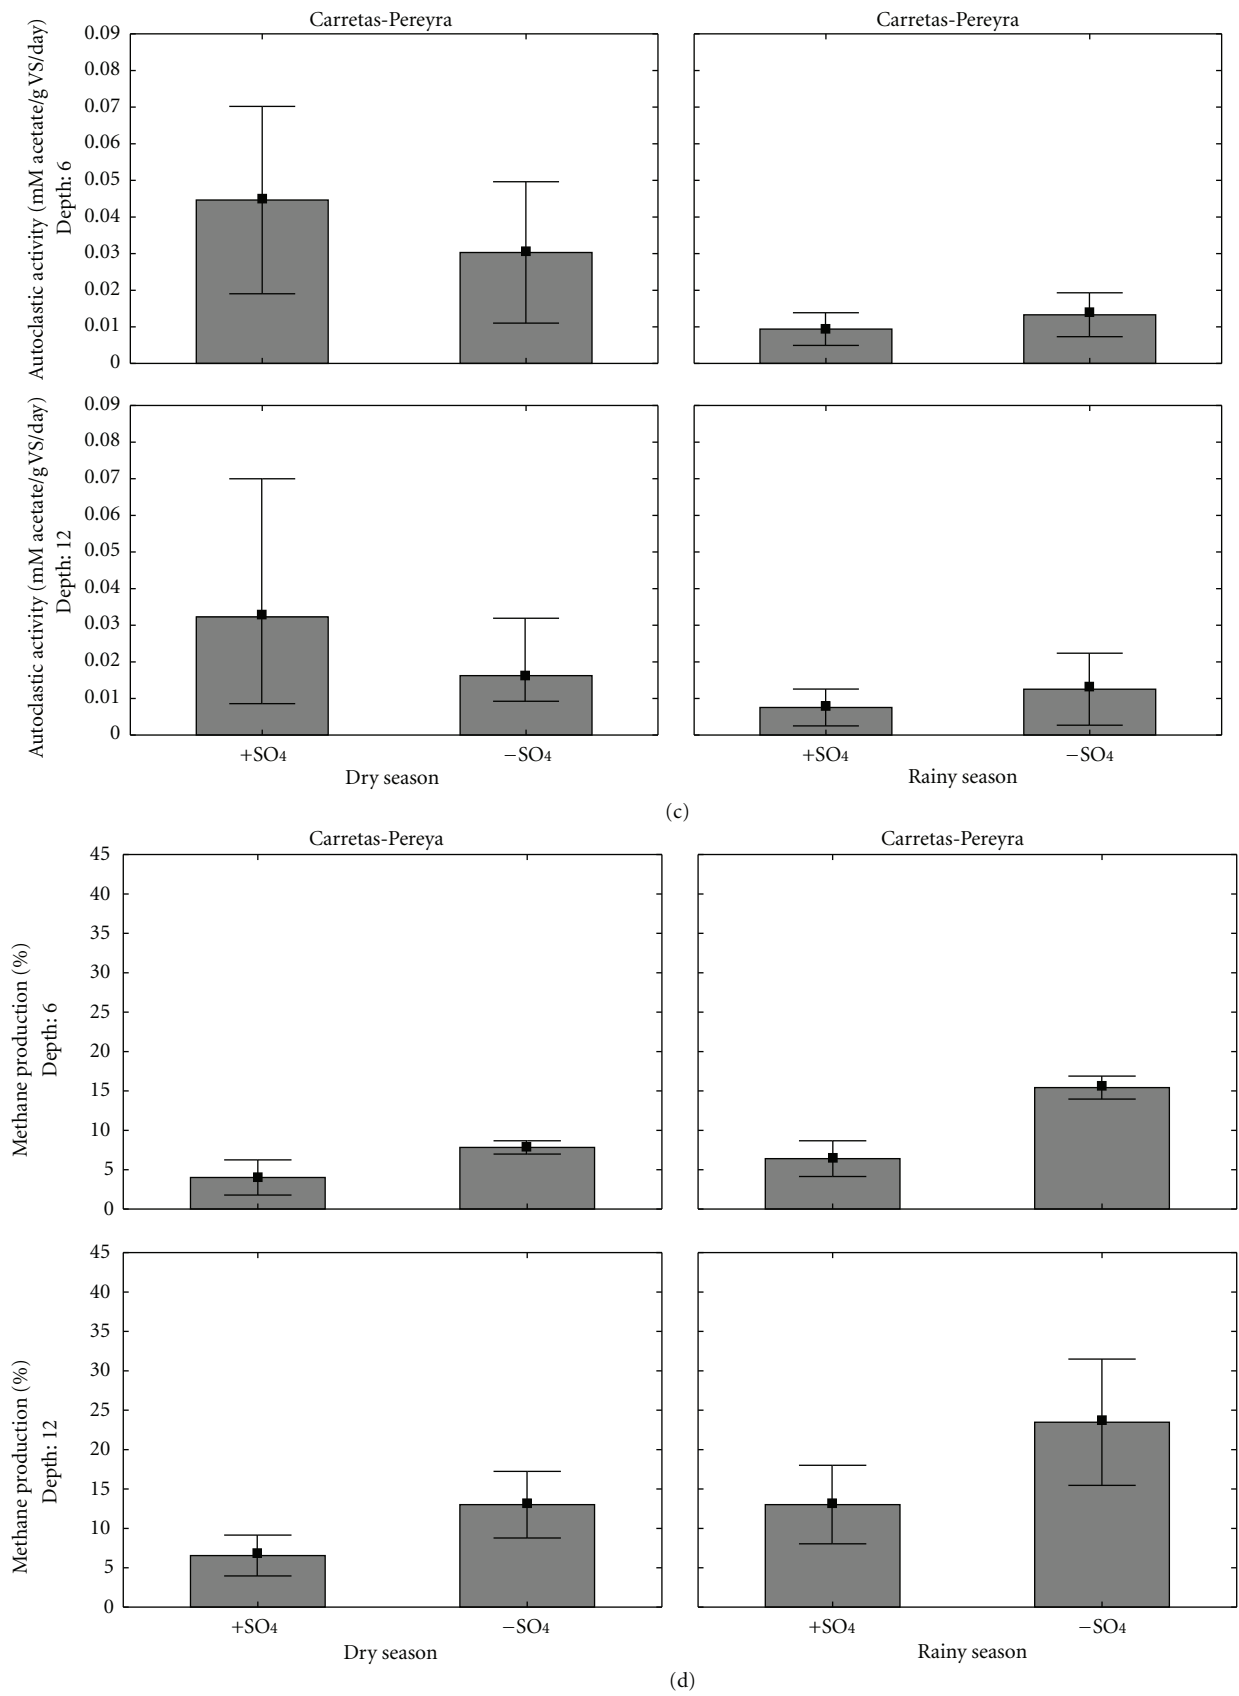 Carretas-Pereyra
Carretas-Pereyra
Autoclastic activity (mM acetate/g VS/day)
Depth: 6
0.09
0.08
0.07
0.06
0.05
0.04
0.03
0.02
0.01
0
Autoclastic activity (mM acetate/g VS/day)
Depth: 12
0.09
0.08
0.07
0.06
0.05
0.04
0.03
0.02
0.01
0
+SO4
−SO4
+SO4
−SO4
Dry season
Rainy season
(c)
Carretas-Pereya
Carretas-Pereyra
Methane production (%)
Depth: 6
45
40
35
30
25
20
15
10
5
0
Methane production (%)
Depth: 12
45
40
35
30
25
20
15
10
5
0
+SO4
−SO4
+SO4
−SO4
Dry season
Rainy season
(d)